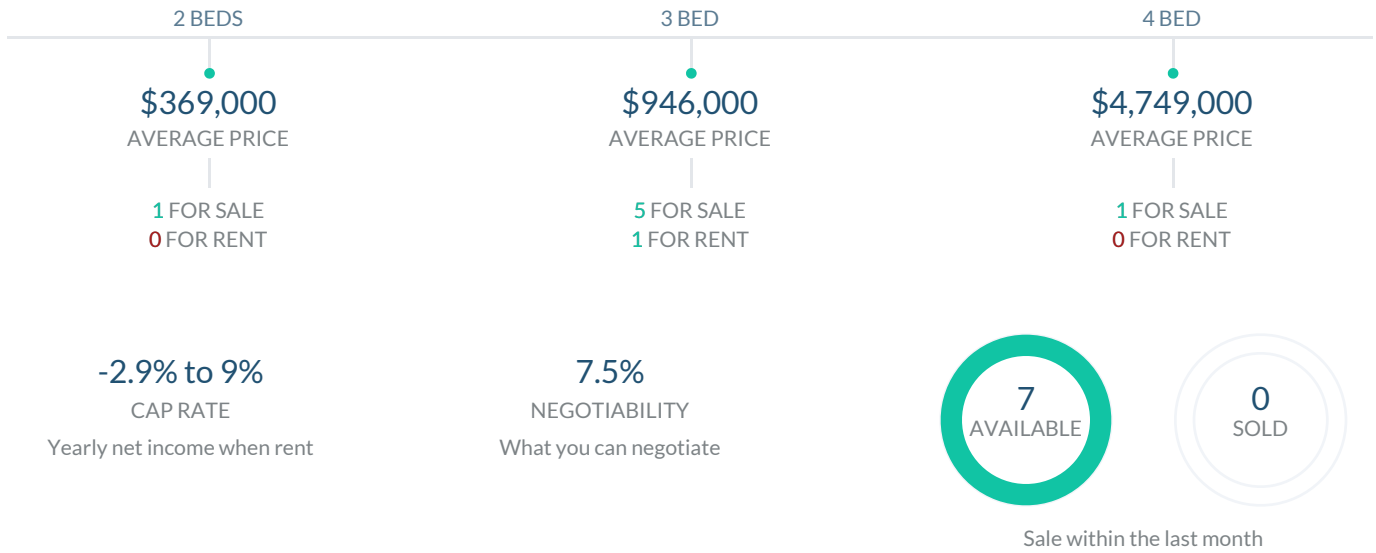 2 BEDS
$369,000
AVERAGE PRICE
1 FOR SALE
0 FOR RENT
3 BED
$946,000
AVERAGE PRICE
5 FOR SALE
1 FOR RENT
4 BED
$4,749,000
AVERAGE PRICE
1 FOR SALE
0 FOR RENT
-2.9% to 9%
CAP RATE
Yearly net income when rent
7.5%
NEGOTIABILITY
What you can negotiate
7
AVAILABLE
0
SOLD
Sale within the last month